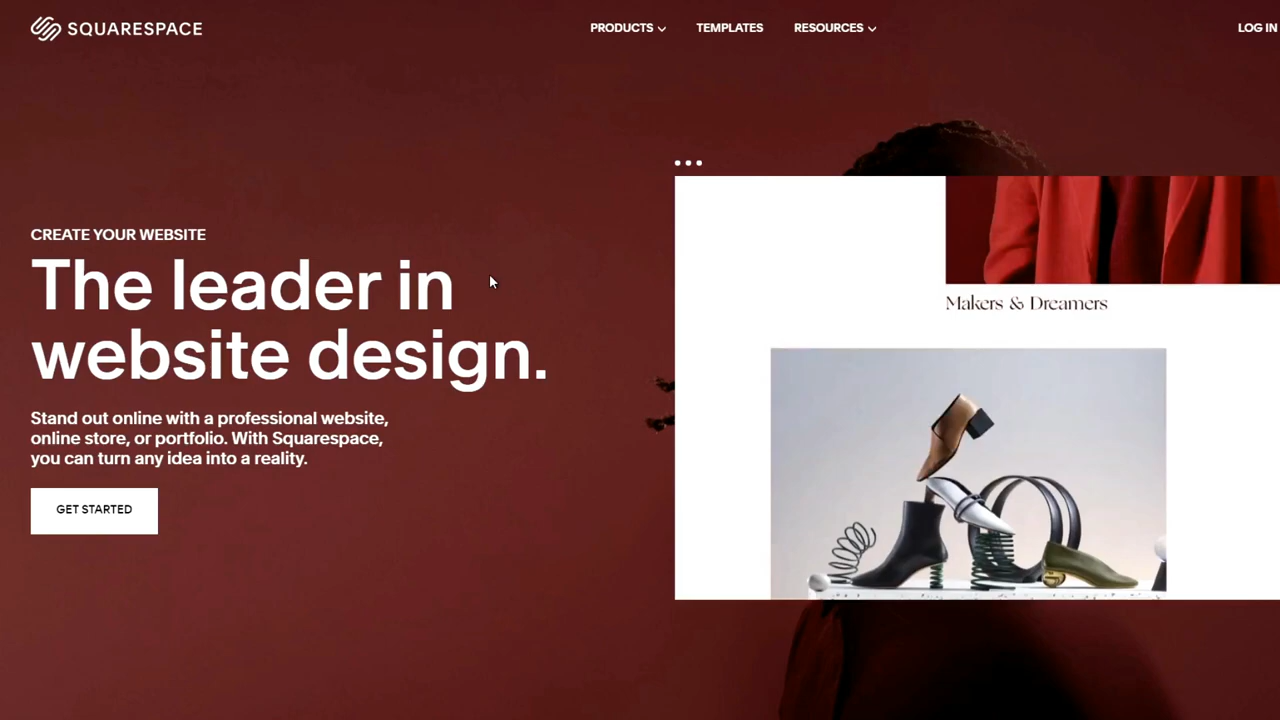 SQUARESPACE
PRODUCTS
TEMPLATES
RESOURCES
LOG IN
CREATE YOUR WEBSITE
The leader in
website design.
Stand out online with a professional website,
online store, or portfolio. With Squarespace,
you can turn any idea into a reality.
GET STARTED
Makers & Dreamers